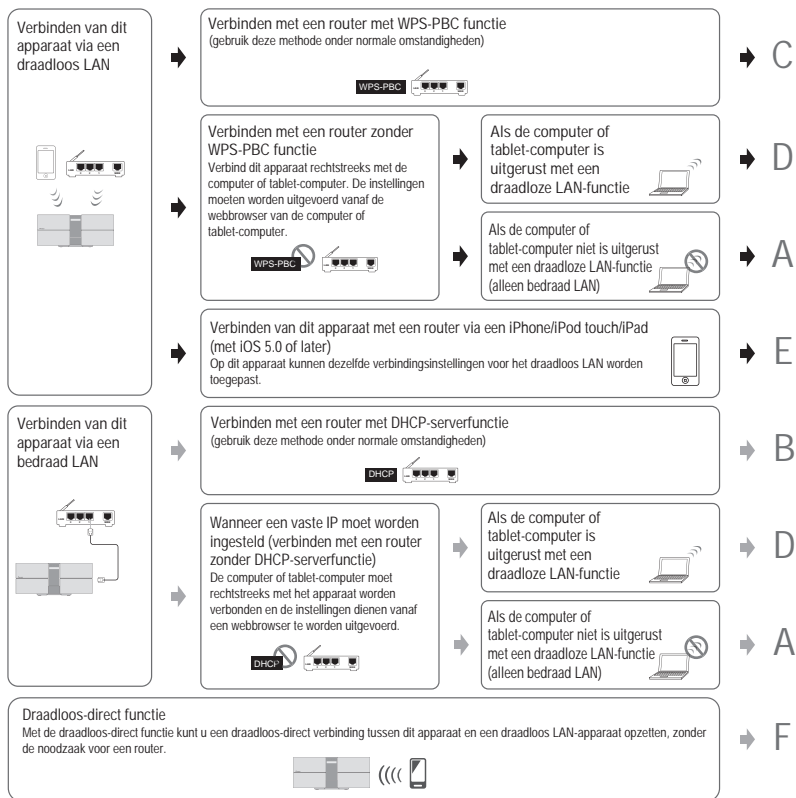 Verbinden van dit
apparaat via een
draadloos LAN
Verbinden met een router met WPS-PBC functie
(gebruik deze methode onder normale omstandigheden)
WPS-PBC
C
Verbinden met een router zonder
WPS-PBC functie
Verbind dit apparaat rechtstreeks met de
computer of tablet-computer. De instellingen
moeten worden uitgevoerd vanaf de
webbrowser van de computer of
tablet-computer.
WPS-PBC
Als de computer of
tablet-computer is
uitgerust met een
draadloze LAN-functie
D
Als de computer of
tablet-computer niet is uitgerust
met een draadloze LAN-functie
(alleen bedraad LAN)
A
Verbinden van dit apparaat met een router via een iPhone/iPod touch/iPad
(met iOS 5.0 of later)
Op dit apparaat kunnen dezelfde verbindingsinstellingen voor het draadloos LAN worden
toegepast.
E
Verbinden van dit
apparaat via een
bedraad LAN
Verbinden met een router met DHCP-serverfunctie
(gebruik deze methode onder normale omstandigheden)
DHCP
B
Wanneer een vaste IP moet worden
ingesteld (verbinden met een router
zonder DHCP-serverfunctie)
De computer of tablet-computer moet
rechtstreeks met het apparaat worden
verbonden en de instellingen dienen vanaf
een webbrowser te worden uitgevoerd.
DHCP
Als de computer of
tablet-computer is
uitgerust met een
draadloze LAN-functie
D
Als de computer of
tablet-computer niet is uitgerust
met een draadloze LAN-functie
(alleen bedraad LAN)
A
Draadloos-direct functie
Met de draadloos-direct functie kunt u een draadloos-direct verbinding tussen dit apparaat en een draadloos LAN-apparaat opzetten, zonder
de noodzaak voor een router.
F